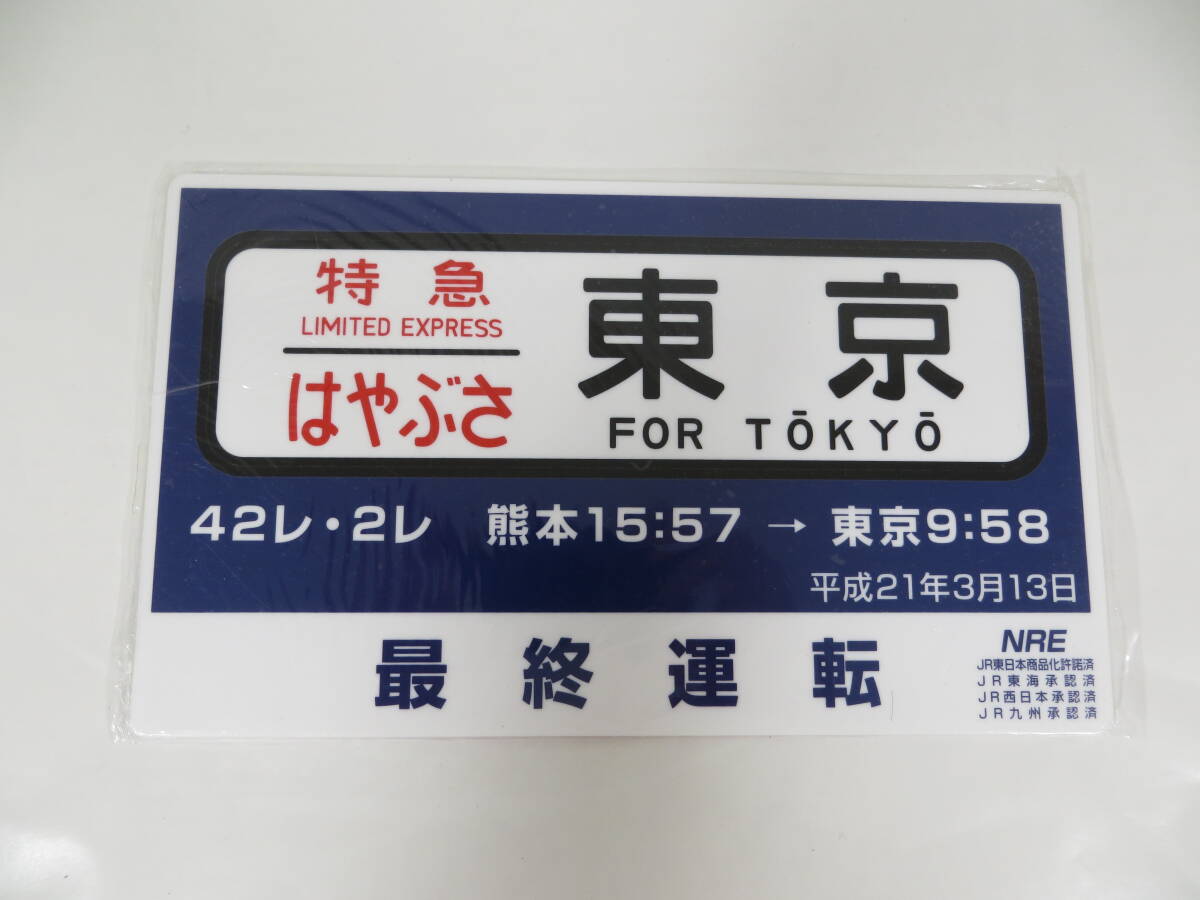 特急
LIMITED EXPRESS
はやぶさ
東京
FOR TŌKYŌ
42レ・2レ 熊本15:57 → 東京9:58
平成21年3月13日
最終運転
NRE
JR東日本商品化許諾済
JR東海承認済
JR西日本承認済
JR九州承認済